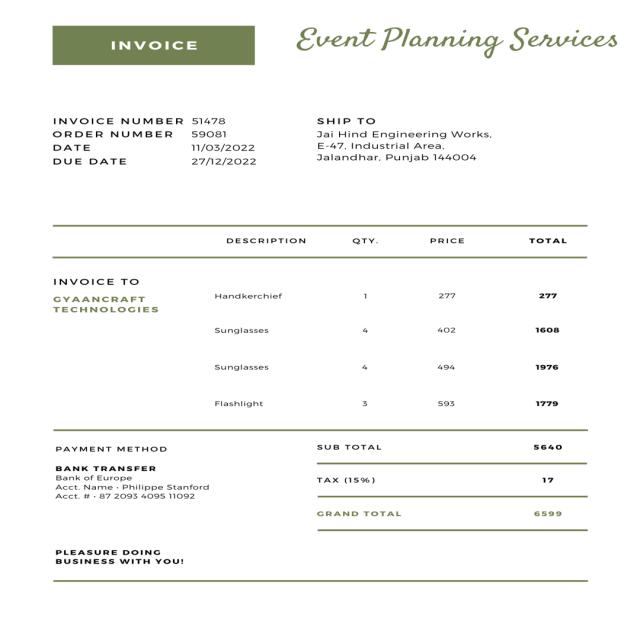 INVOICE
Event Planning Services
INVOICE NUMBER 51478
ORDER NUMBER 59081
DATE 11/03/2022
DUE DATE 27/12/2022
SHIP TO
Jai Hind Engineering Works,
E-47, Industrial Area,
Jalandhar, Punjab 144004
DESCRIPTION QTY. PRICE TOTAL
INVOICE TO
GYAANCRAFT
TECHNOLOGIES
Handkerchief 1 277 277
Sunglasses 4 402 1608
Sunglasses 4 494 1976
Flashlight 3 593 1779
PAYMENT METHOD
BANK TRANSFER
Bank of Europe
Acct. Name - Philippe Stanford
Acct. # - 87 2093 4095 11092
SUB TOTAL 5640
TAX (15%) 17
GRAND TOTAL 6599
PLEASURE DOING
BUSINESS WITH YOU!